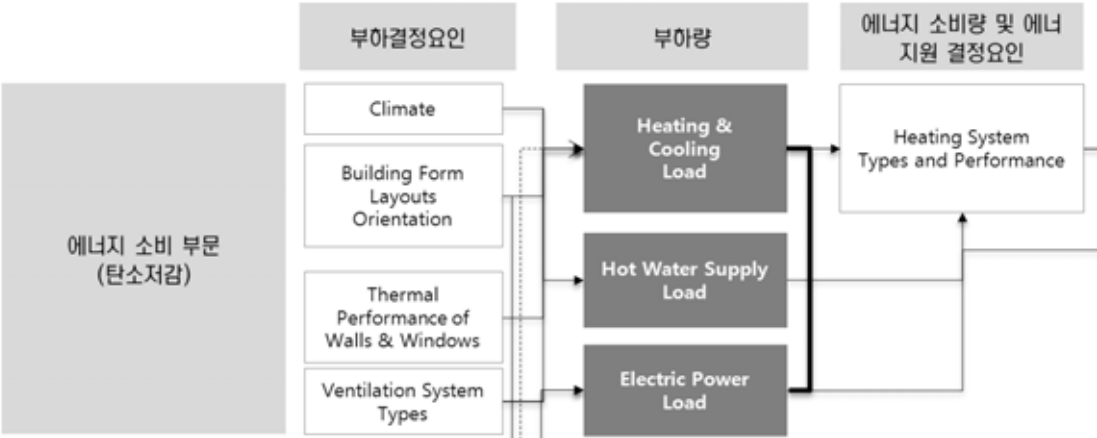 부하결정요인
부하량
에너지 소비량 및 에너
지원 결정요인
에너지 소비 부문
(탄소저감)
Climate
Building Form
Layouts
Orientation
Thermal
Performance of
Walls & Windows
Ventilation System
Types
Heating &
Cooling
Load
Hot Water Supply
Load
Electric Power
Load
Heating System
Types and Performance